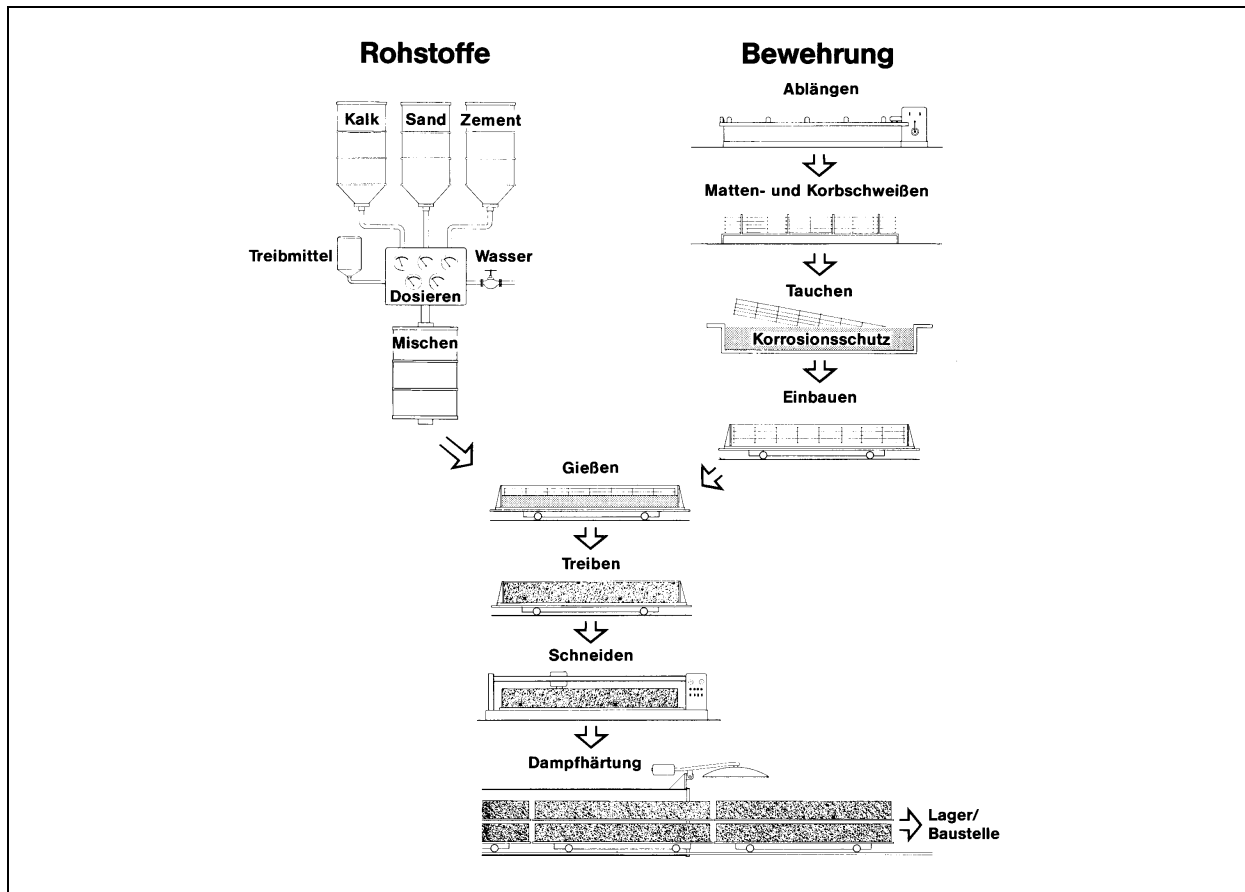 Rohstoffe
Kalk
Sand
Zement
Treibmittel
Wasser
Dosieren
Mischen
Bewehrung
Ablängen
Matten- und Korbschweißen
Tauchen
Korrosionsschutz
Einbauen
Gießen
Treiben
Schneiden
Dampfhärtung
Lager/
Baustelle